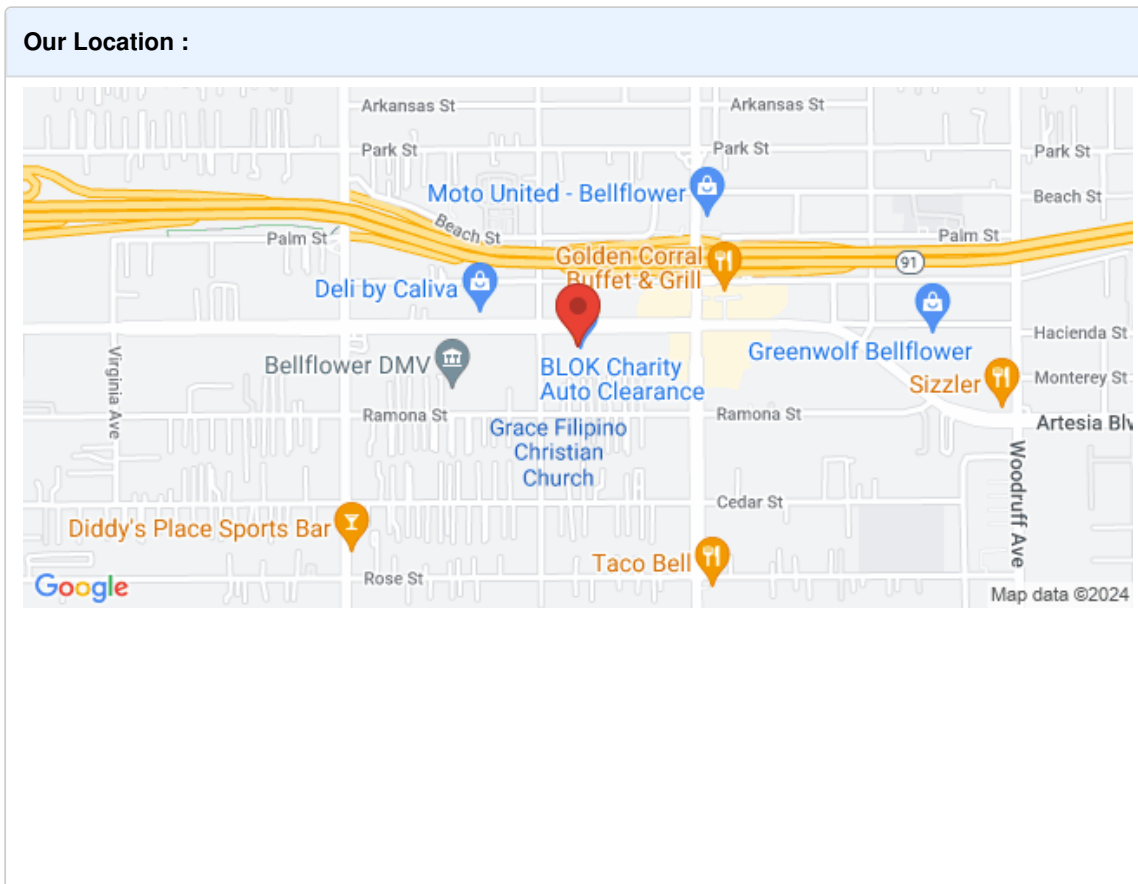 Our Location :
Arkansas St
Arkansas St
Park St
Park St
Park St
Moto United - Bellflower
Beach St
Beach St
Palm St
Palm St
Golden Corral
Buffet & Grill
91
Deli by Caliva
Hacienda St
Greenwolf Bellflower
Bellflower DMV
BLOK Charity
Auto Clearance
Sizzler
Monterey St
Virginia Ave
Ramona St
Ramona St
Artesia Blv
Grace Filipino
Christian
Church
Woodruff Ave
Cedar St
Diddy's Place Sports Bar
Taco Bell
Rose St
Google
Map data ©2024